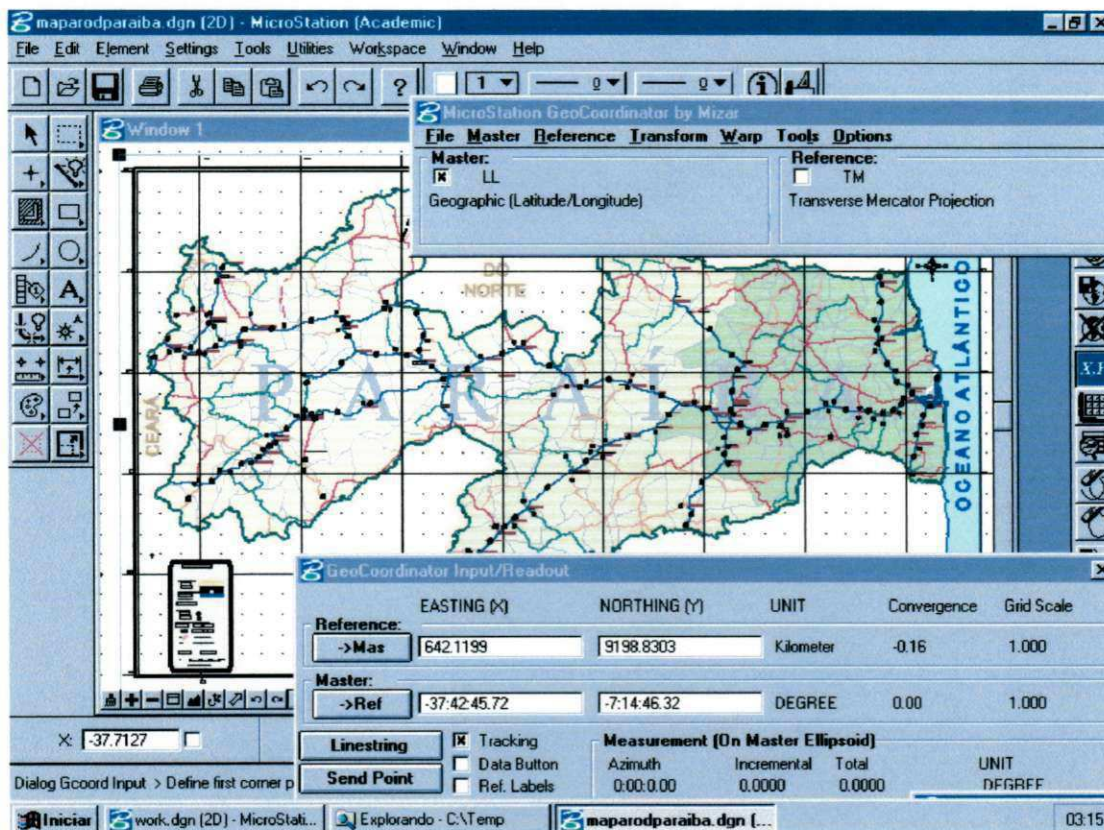 maparodparaiba.dgn (2D) - MicroStation (Academic)
File Edit Element Settings Tools Utilities Workspace Window Help
1 0 0
Window 1
MicroStation GeoCoordinator by Mizar
File Master Reference Transform Warp Tools Options
Master: Reference:
LL TM
Geographic (Latitude/Longitude) Transverse Mercator Projection
DO
NORTE
PARAÍBA
CEARÁ
OCEANO ATLÂNTICO
GeoCoordinator Input/Readout
EASTING (X) NORTHING (Y) UNIT Convergence Grid Scale
Reference:
->Mas 642.1199 9198.8303 Kilometer -0.16 1.000
Master:
->Ref -37:42:45.72 -7:14:46.32 DEGREE 0.00 1.000
Linestring Tracking Measurement (On Master Ellipsoid)
Data Button Azimuth Incremental Total UNIT
Send Point Ref. Labels 0:00:0.00 0.0000 0.0000 DEGREE
X: -37.7127
Dialog Gcoord Input > Define first corner p
Iniciar work.dgn (2D) - MicroStati... Explorando - C:\Temp maparodparaiba.dgn (... 03:15